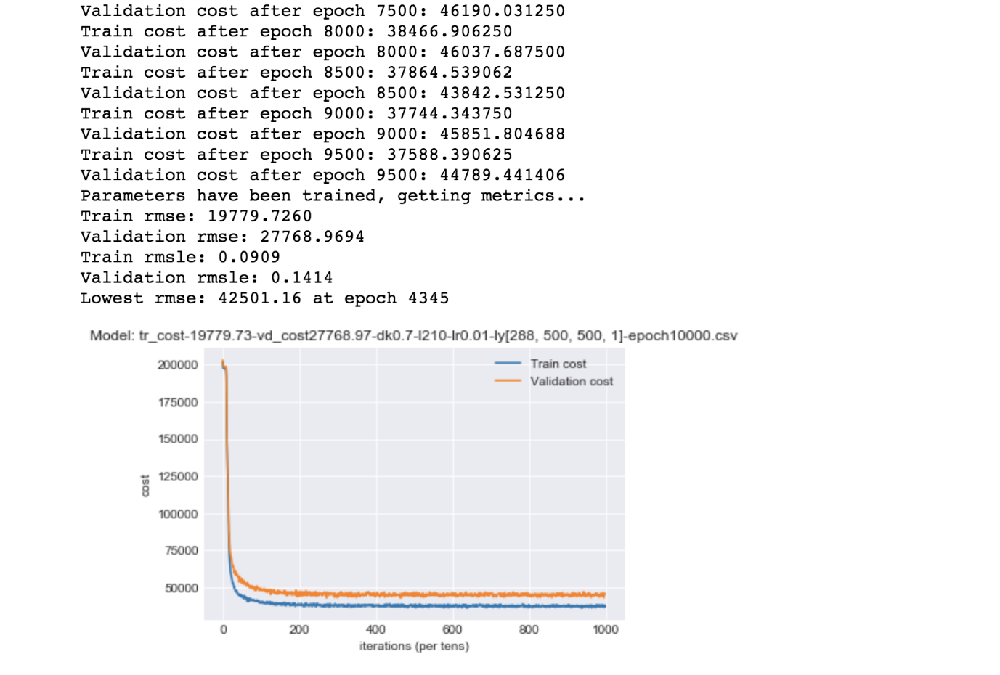 Validation cost after epoch 7500: 46190.031250
Train cost after epoch 8000: 38466.906250
Validation cost after epoch 8000: 46037.687500
Train cost after epoch 8500: 37864.539062
Validation cost after epoch 8500: 43842.531250
Train cost after epoch 9000: 37744.343750
Validation cost after epoch 9000: 45851.804688
Train cost after epoch 9500: 37588.390625
Validation cost after epoch 9500: 44789.441406
Parameters have been trained, getting metrics...
Train rmse: 19779.7260
Validation rmse: 27768.9694
Train rmsle: 0.0909
Validation rmsle: 0.1414
Lowest rmse: 42501.16 at epoch 4345
Model: tr_cost-19779.73-vd_cost27768.97-dk0.7-l210-lr0.01-ly[288, 500, 500, 1]-epoch10000.csv
Train cost
Validation cost
200000
175000
150000
125000
100000
75000
50000
cost
0 200 400 600 800 1000
iterations (per tens)